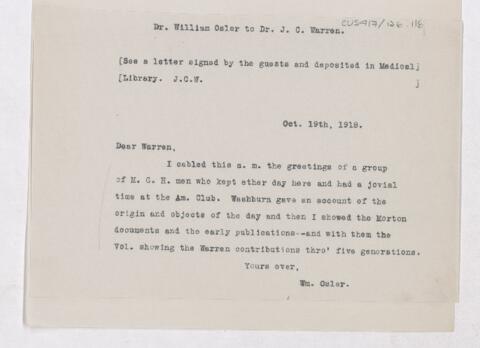 Dr. William Osler to Dr. J. C. Warren.
CUS417/126.116
[See a letter signed by the guests and deposited in Medical]
[Library. J.C.W. ]
Oct. 19th, 1918.
Dear Warren,
I cabled this a. m. the greetings of a group
of M. G. H. men who kept ether day here and had a jovial
time at the Am. Club. Washburn gave an account of the
origin and objects of the day and then I showed the Morton
documents and the early publications--and with them the
Vol. showing the Warren contributions thro' five generations.
Yours ever,
Wm. Osler.